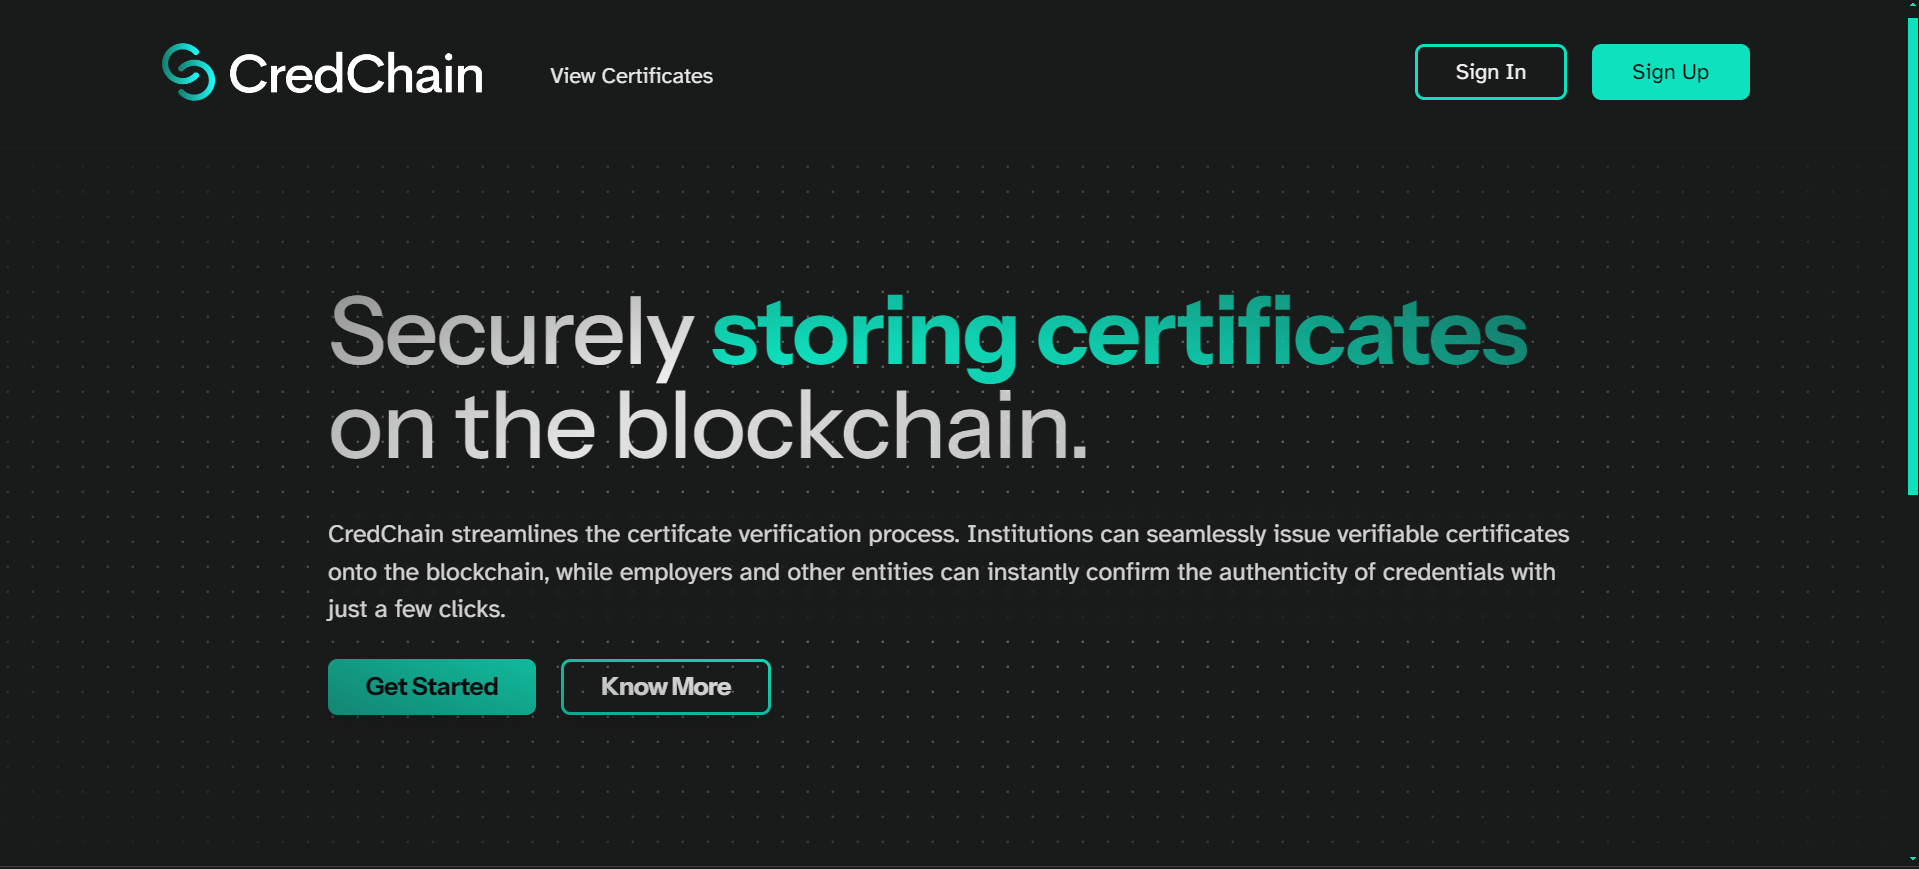 CredChain
View Certificates
Sign In
Sign Up
Securely storing certificates
on the blockchain.
CredChain streamlines the certifcate verification process. Institutions can seamlessly issue verifiable certificates
onto the blockchain, while employers and other entities can instantly confirm the authenticity of credentials with
just a few clicks.
Get Started
Know More